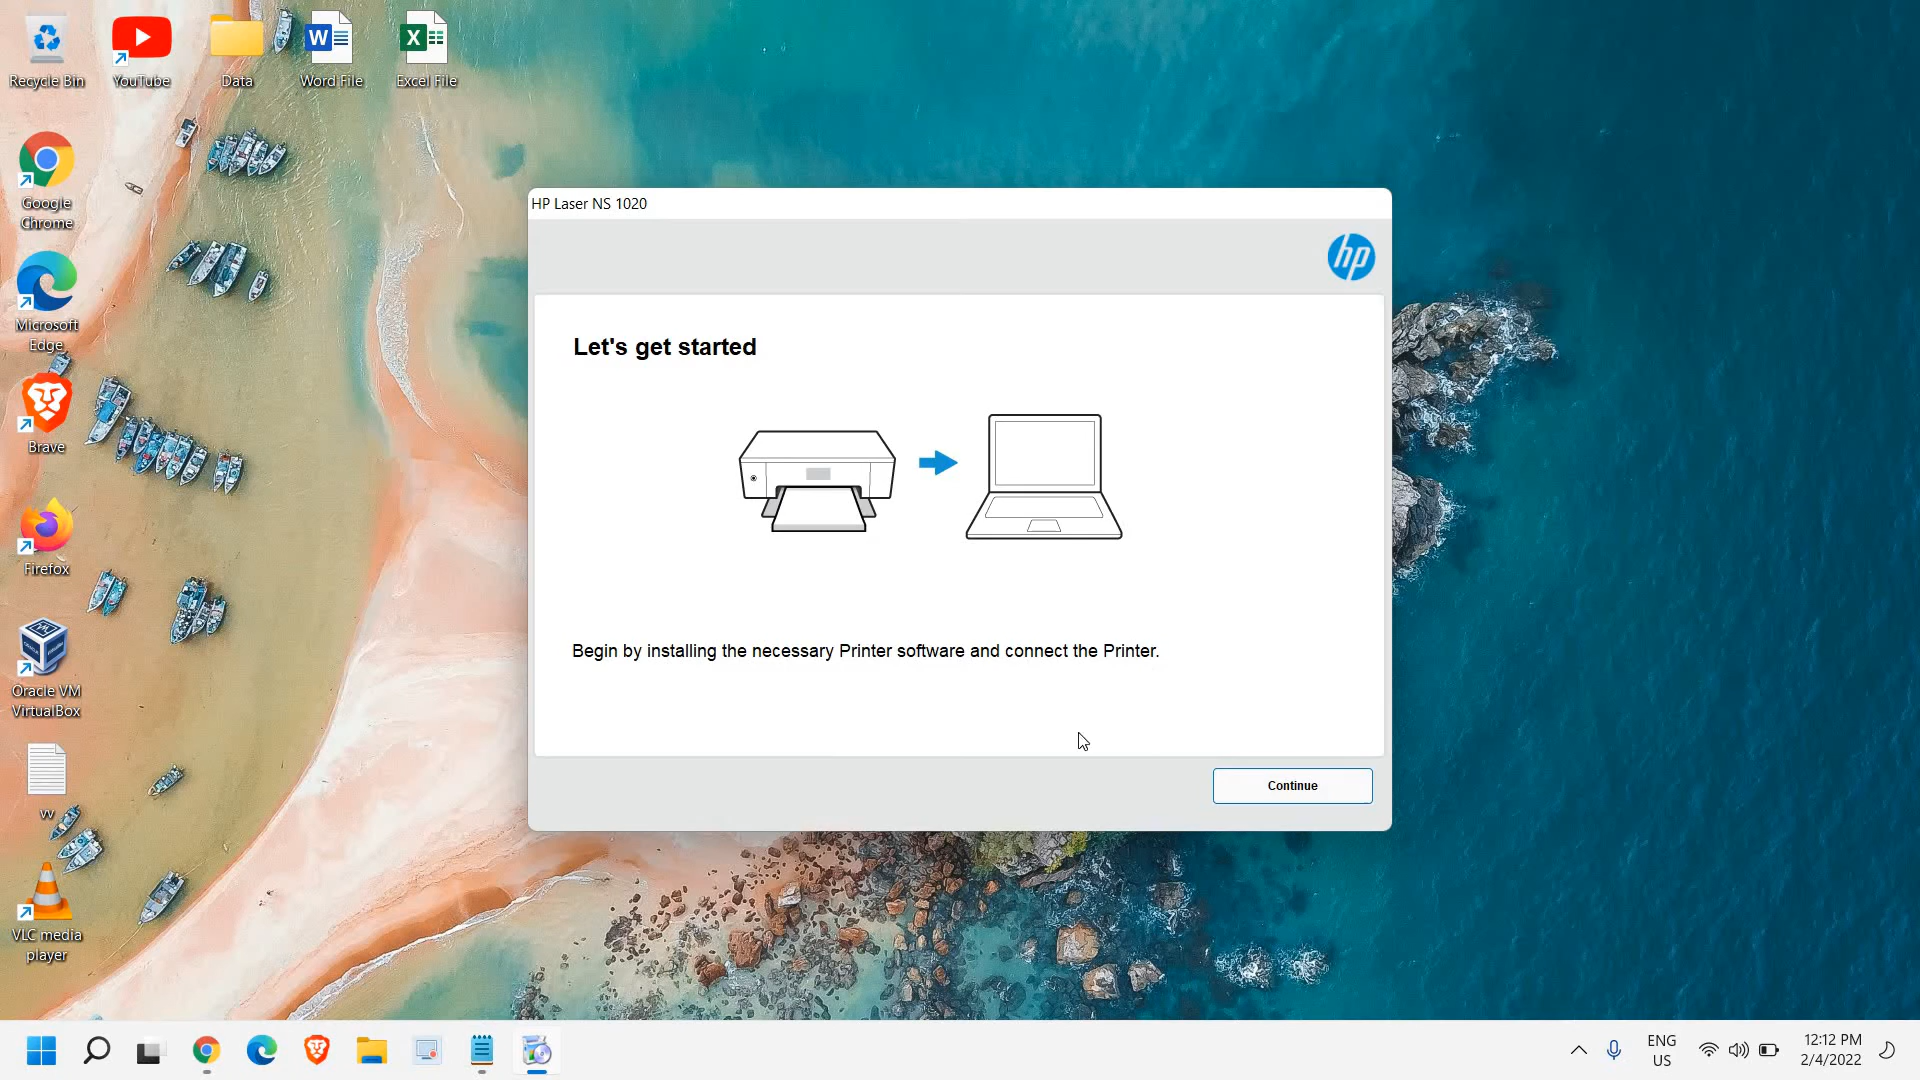 Recycle Bin
YouTube
Data
Word File
Excel File
Google
Chrome
Microsoft
Edge
Brave
Firefox
Oracle VM
VirtualBox
vv
VLC media
player
HP Laser NS 1020
hp
Let's get started
Begin by installing the necessary Printer software and connect the Printer.
Continue
ENG
US
12:12 PM
2/4/2022